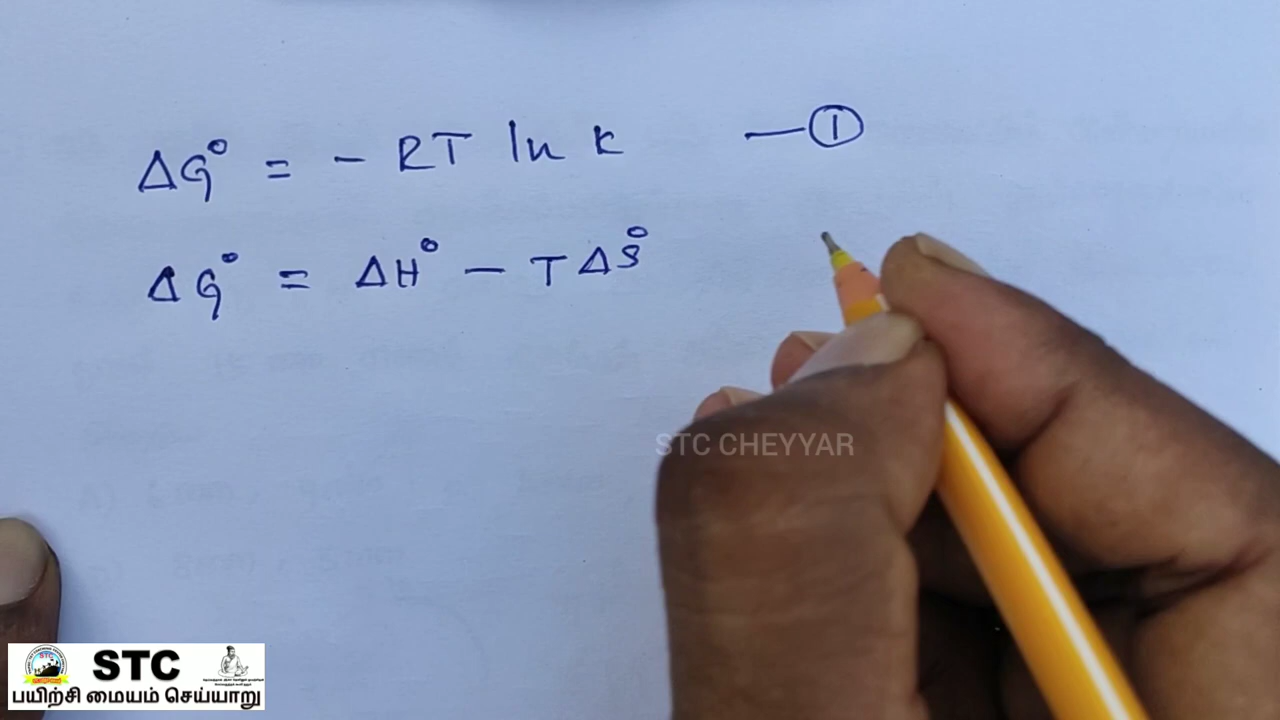 ΔG° = - RT ln K —①
ΔG° = ΔH° - TΔS°
STC CHEYYAR
STC
பயிற்சி மையம் செய்யாறு